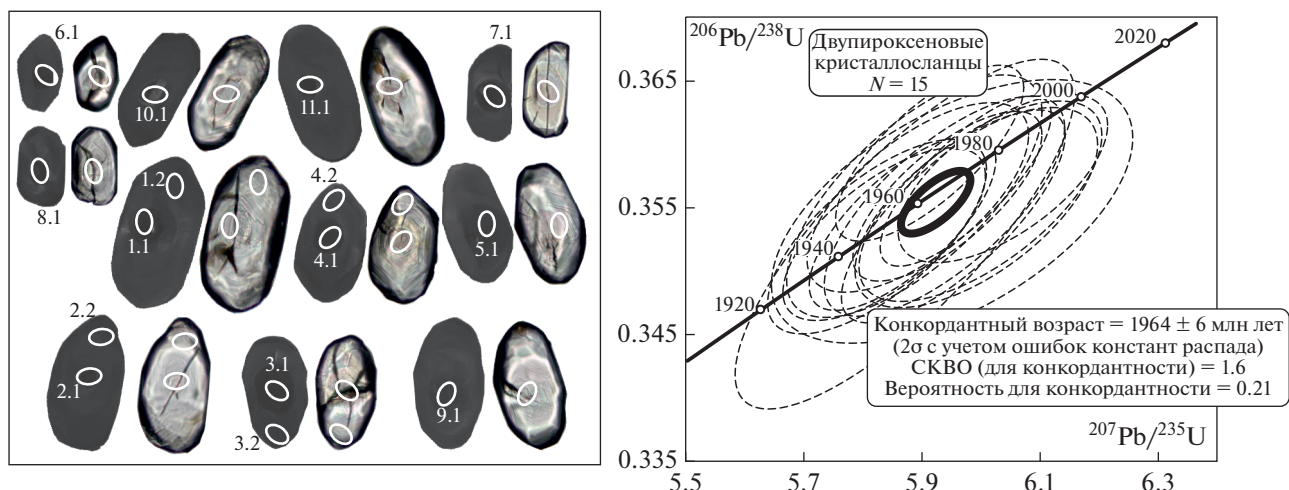 6.1
7.1
10.1
11.1
8.1
1.2
4.2
1.1
4.1
5.1
2.2
2.1
3.1
9.1
3.2
206Pb/238U
Двупироксеновые
кристаллосланцы
N = 15
2020
2000
1980
1960
1940
1920
0.365
0.355
0.345
0.335
Конкордантный возраст = 1964 ± 6 млн лет
(2σ с учетом ошибок констант распада)
СКВО (для конкордантности) = 1.6
Вероятность для конкордантности = 0.21
207Pb/235U
5.5 5.7 5.9 6.1 6.3